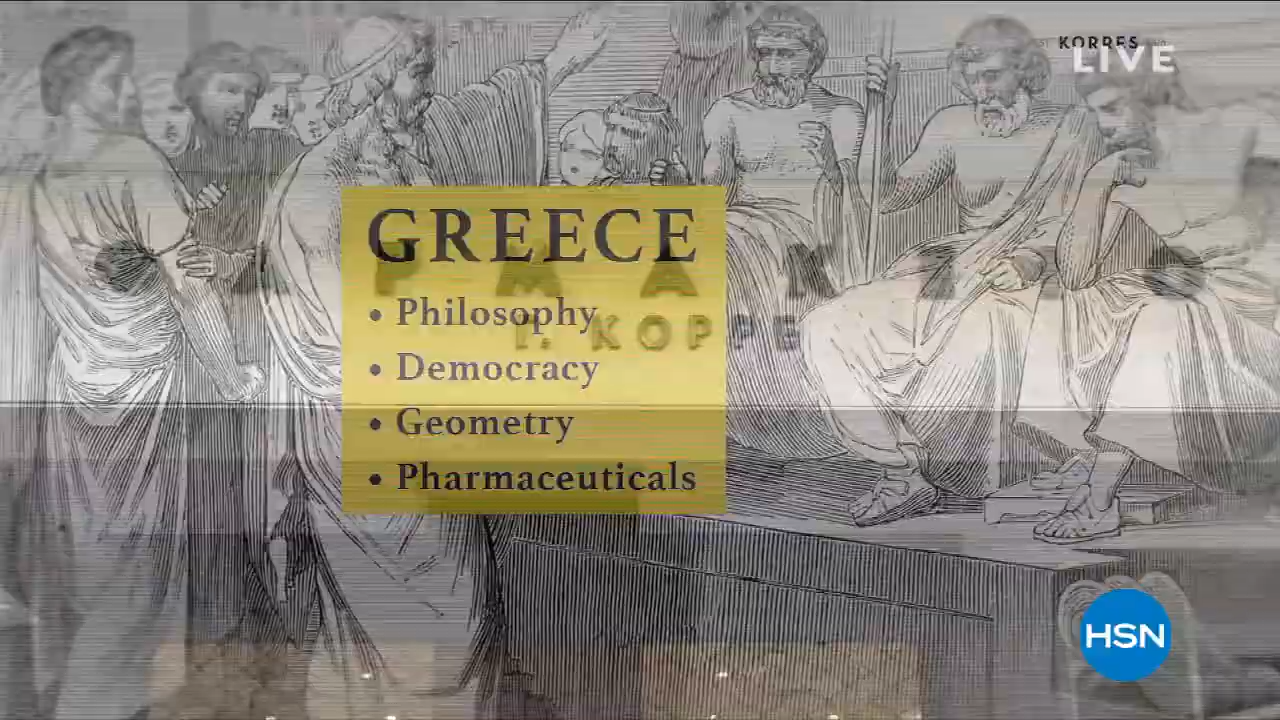 KORRES
LIVE
GREECE
• Philosophy
• Democracy
• Geometry
• Pharmaceuticals
HSN